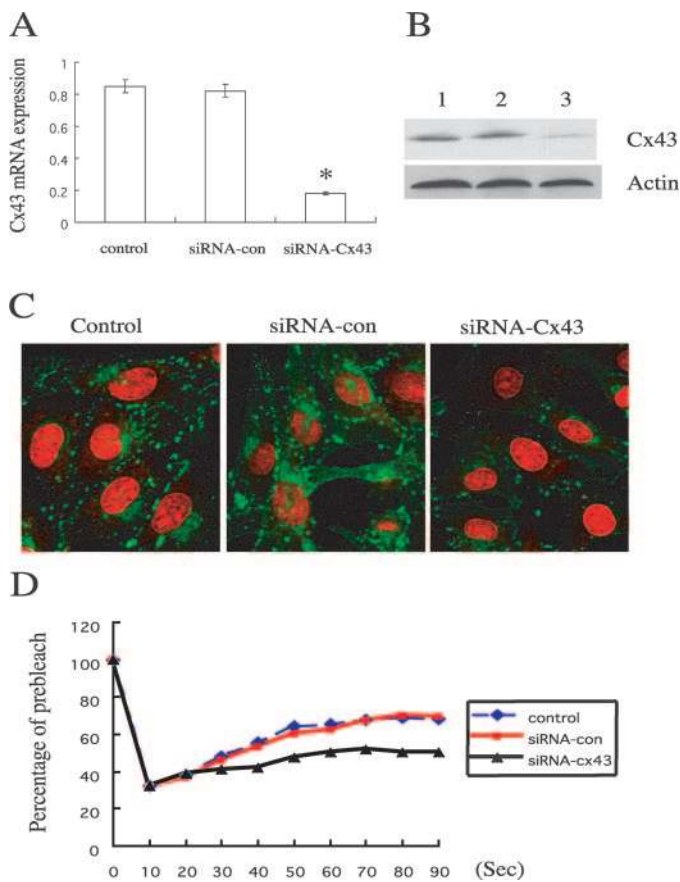 A
Cx43 mRNA expression
1
0.8
0.6
0.4
0.2
0
*
control
siRNA-con
siRNA-Cx43
B
1 2 3
Cx43
Actin
C
Control
siRNA-con
siRNA-Cx43
D
Percentage of prebleach
120
100
80
60
40
20
0
0 10 20 30 40 50 60 70 80 90 (Sec)
control
siRNA-con
siRNA-cx43